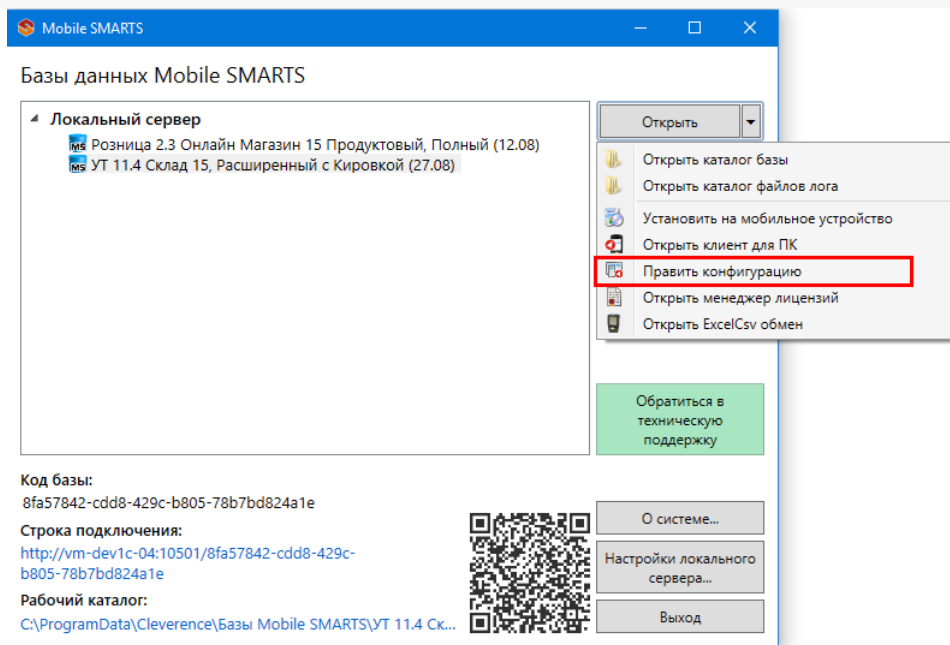 Mobile SMARTS
Базы данных Mobile SMARTS
Локальный сервер
MS Розница 2.3 Онлайн Магазин 15 Продуктовый, Полный (12.08)
MS УТ 11.4 Склад 15, Расширенный с Кировкой (27.08)
Открыть
Открыть каталог базы
Открыть каталог файлов лога
Установить на мобильное устройство
Открыть клиент для ПК
Править конфигурацию
Открыть менеджер лицензий
Открыть ExcelCsv обмен
Обратиться в
техническую
поддержку
Код базы:
8fa57842-cdd8-429c-b805-78b7bd824a1e
Строка подключения:
http://vm-dev1c-04:10501/8fa57842-cdd8-429c-
b805-78b7bd824a1e
Рабочий каталог:
C:\ProgramData\Cleverence\Базы Mobile SMARTS\УТ 11.4 Ск...
О системе...
Настройки локального
сервера...
Выход